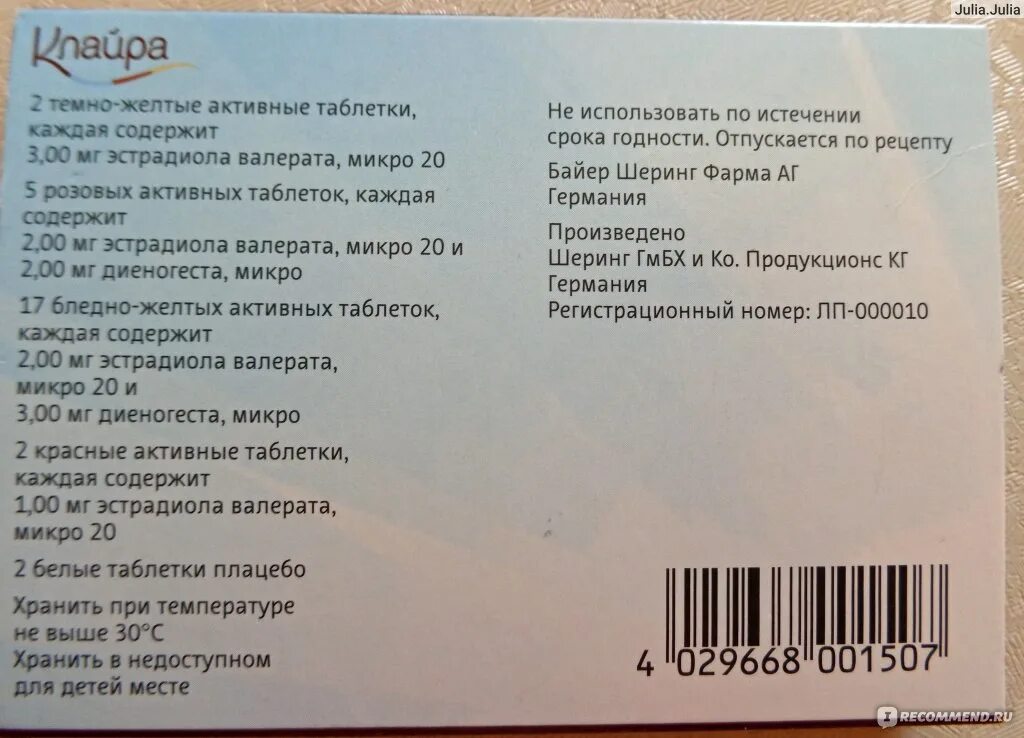 Julia.Julia
Клайра
2 темно-желтые активные таблетки,
каждая содержит
3,00 мг эстрадиола валерата, микро 20
5 розовых активных таблеток, каждая
содержит
2,00 мг эстрадиола валерата, микро 20 и
2,00 мг диеногеста, микро
17 бледно-желтых активных таблеток,
каждая содержит
2,00 мг эстрадиола валерата,
микро 20 и
3,00 мг диеногеста, микро
2 красные активные таблетки,
каждая содержит
1,00 мг эстрадиола валерата,
микро 20
2 белые таблетки плацебо
Хранить при температуре
не выше 30°C
Хранить в недоступном
для детей месте
Не использовать по истечении
срока годности. Отпускается по рецепту
Байер Шеринг Фарма АГ
Германия
Произведено
Шеринг ГмБХ и Ко. Продукционс КГ
Германия
Регистрационный номер: ЛП-000010
4 029668 001507
RECOMMEND.RU